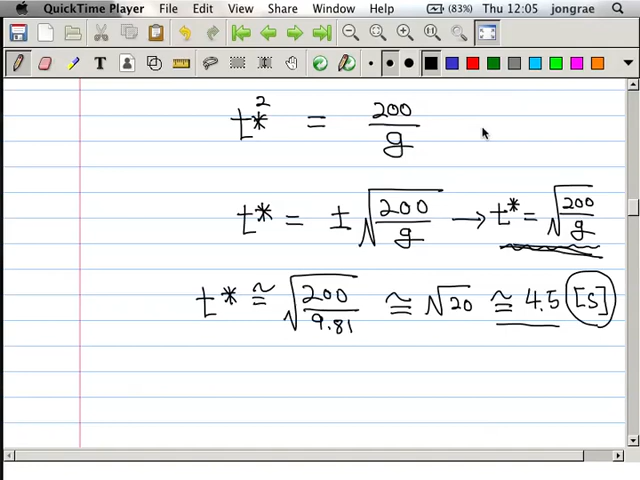 QuickTime Player File Edit View Window Help (83%) Thu 12:05 jongrae
T
t*² = 200/g
t* = ±√(200/g) → t* = √(200/g)
t* ≅ √(200/9.81) ≅ √20 ≅ 4.5 [s]